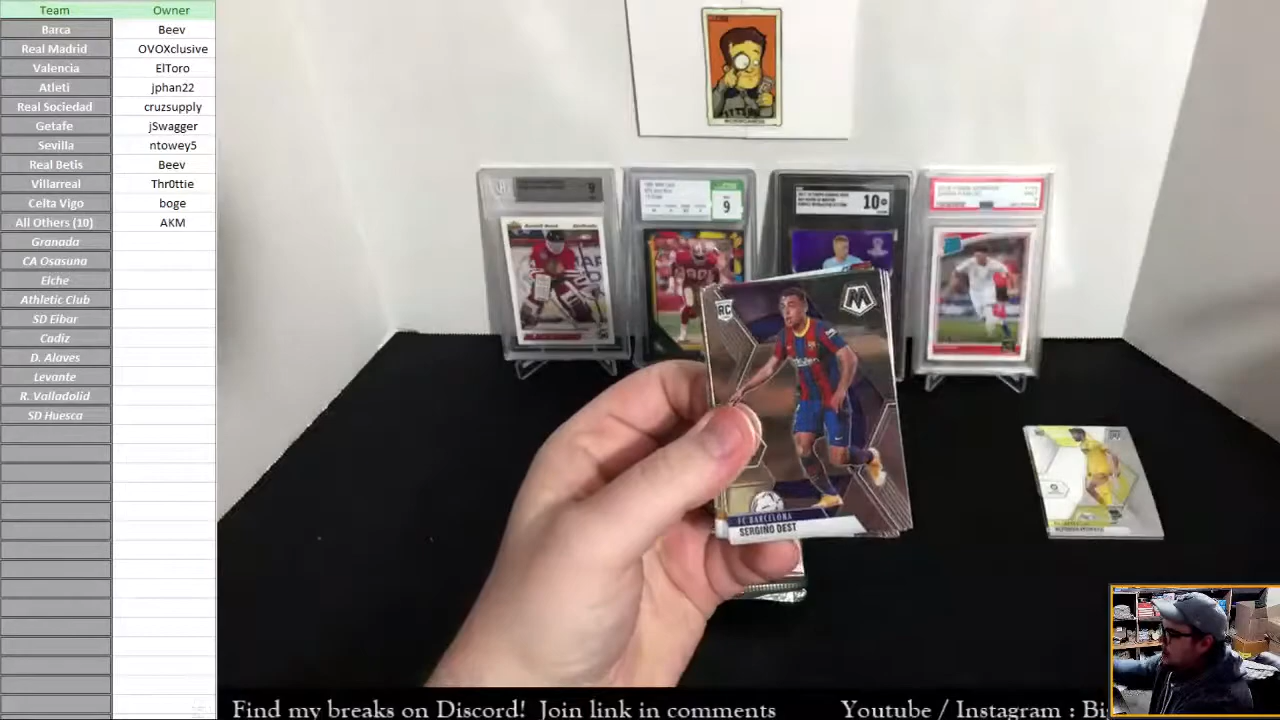 Team Owner
Barca Beev
Real Madrid OVOXclusive
Valencia ElToro
Atleti jphan22
Real Sociedad cruzsupply
Getafe jSwagger
Sevilla ntowey5
Real Betis Beev
Villarreal Thr0ttie
Celta Vigo boge
All Others (10) AKM
Granada
CA Osasuna
Elche
Athletic Club
SD Eibar
Cadiz
D. Alaves
Levante
R. Valladolid
SD Huesca
9
9
10
RC
M
FC BARCELONA
SERGINO DEST
Find my breaks on Discord! Join link in comments Youtube / Instagram : Bi